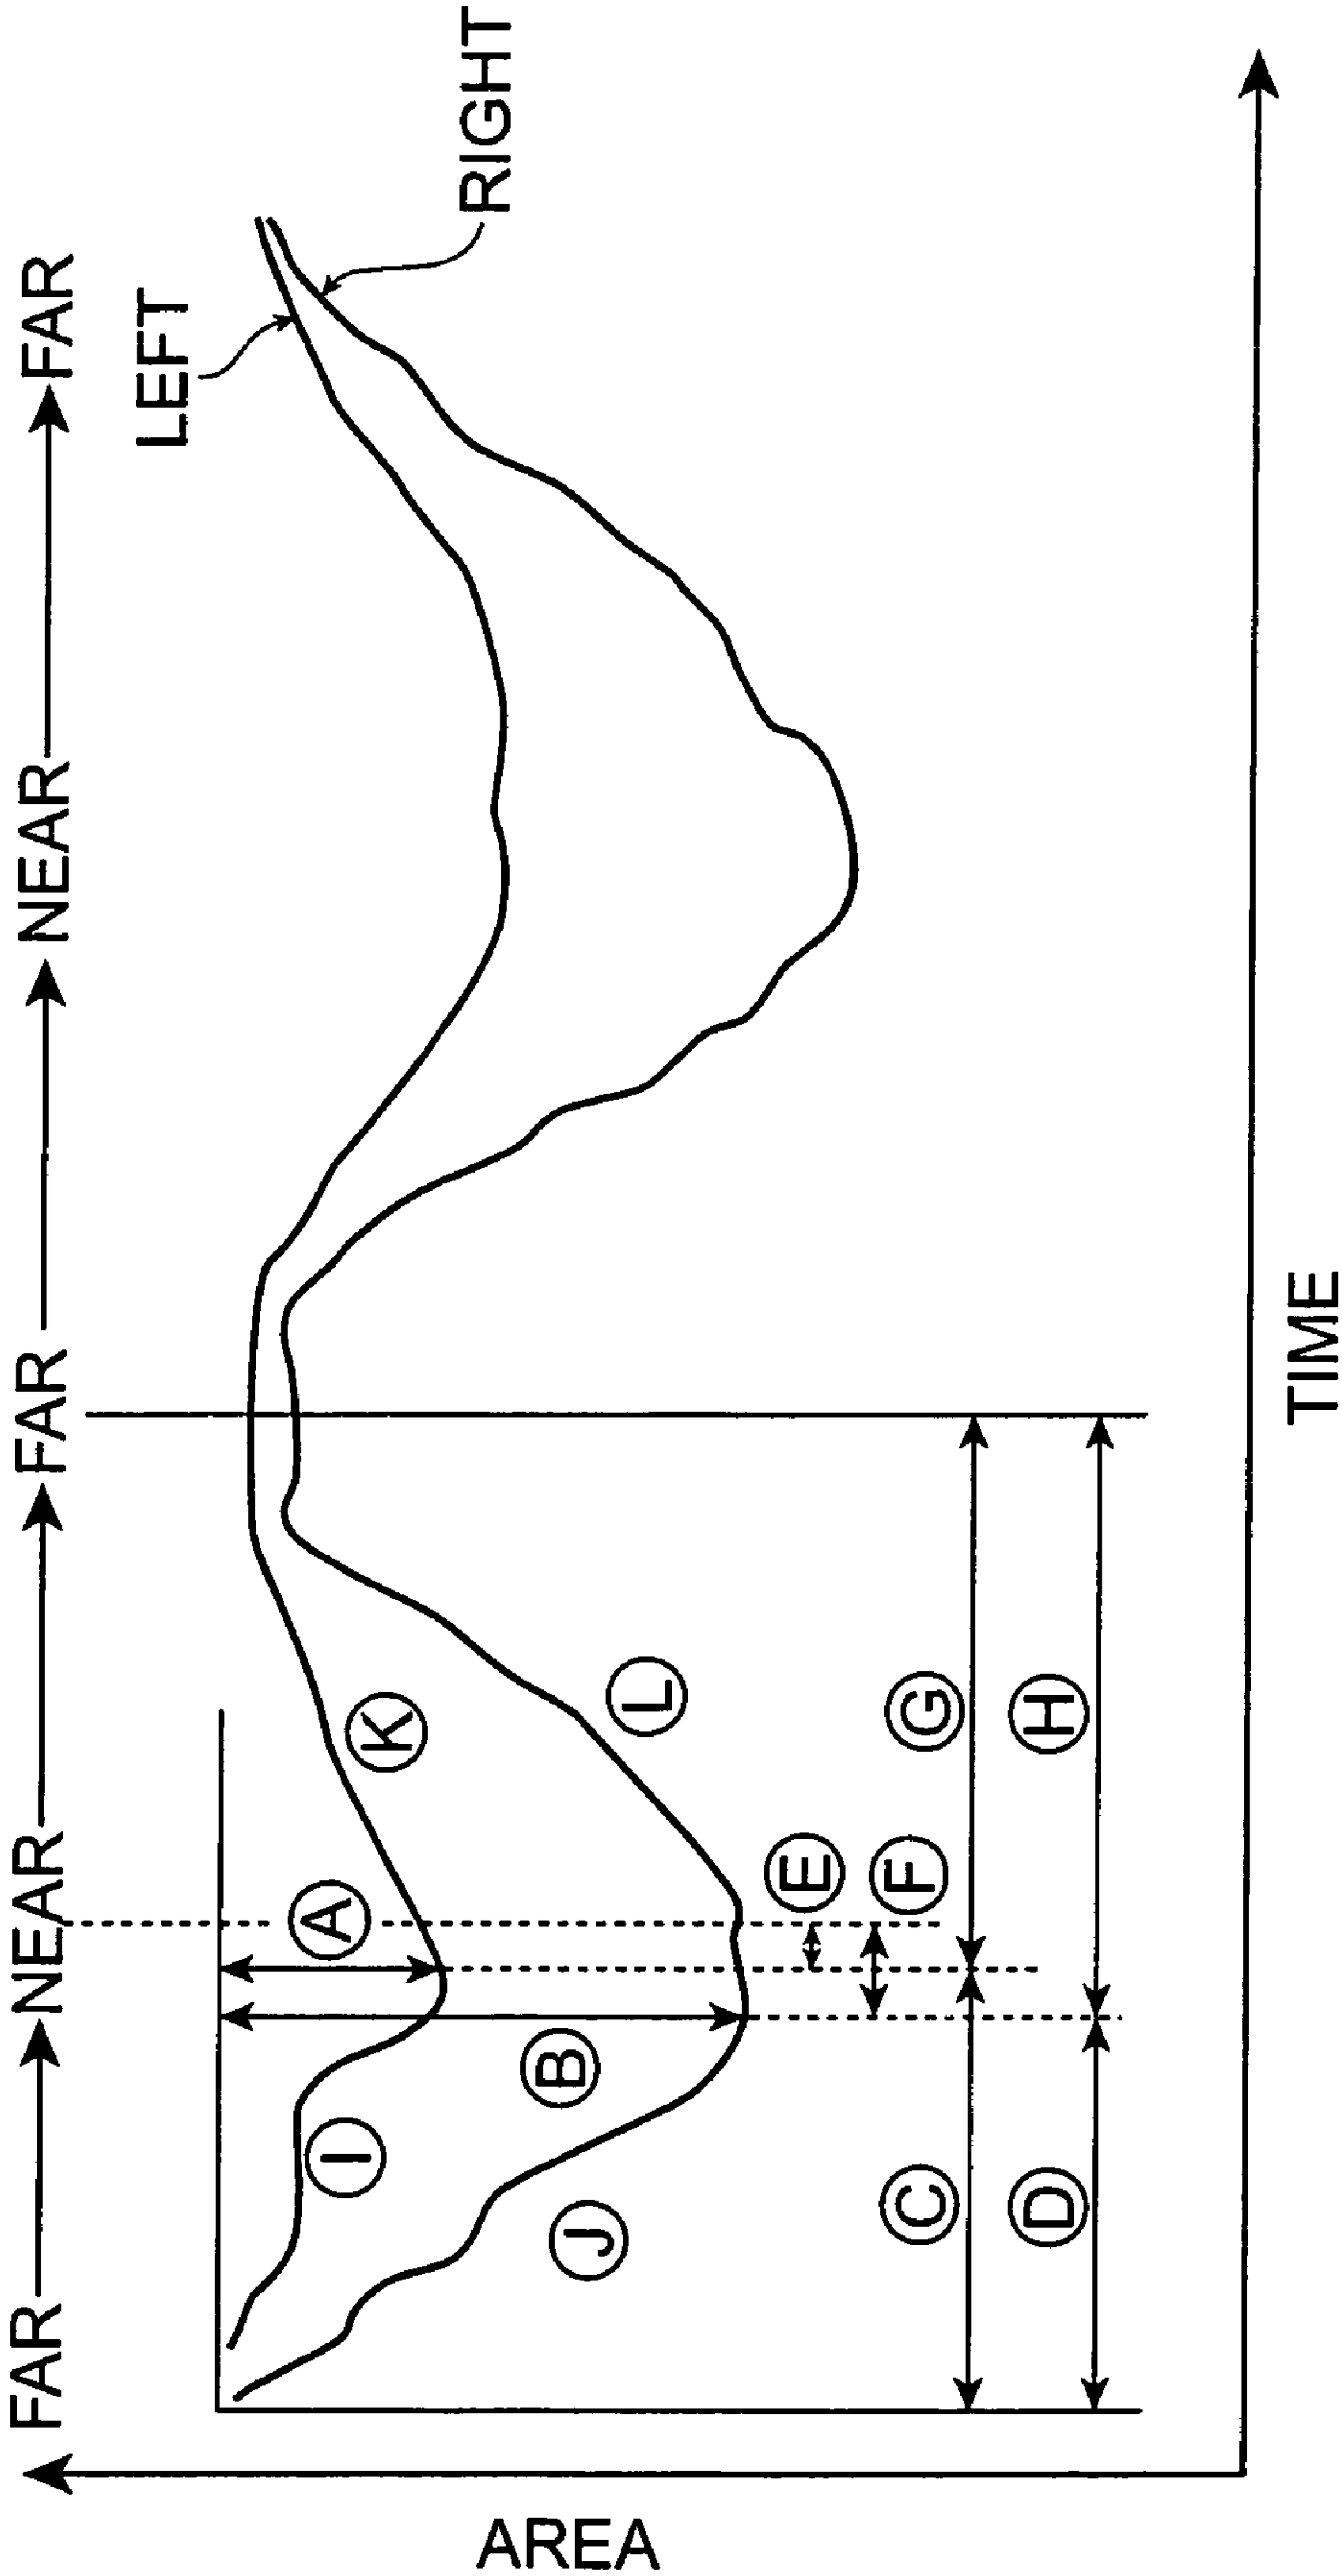 FAR NEAR FAR NEAR FAR
LEFT
RIGHT
A
K
I
B
L
J
E
F
C G
D H
AREA
TIME